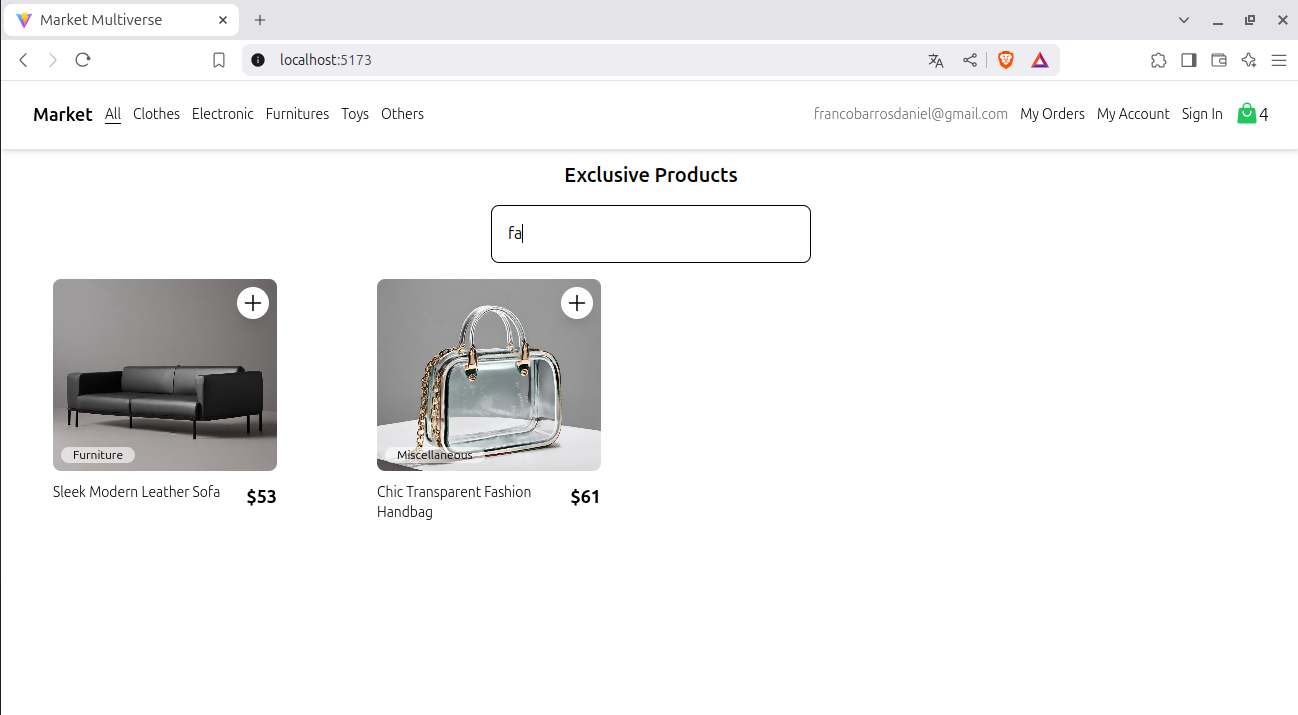 Market Multiverse
localhost:5173
Market All Clothes Electronic Furnitures Toys Others francobarrosdaniel@gmail.com My Orders My Account Sign In 4
Exclusive Products
fa
Furniture
Sleek Modern Leather Sofa $53
Miscellaneous
Chic Transparent Fashion
Handbag
$61